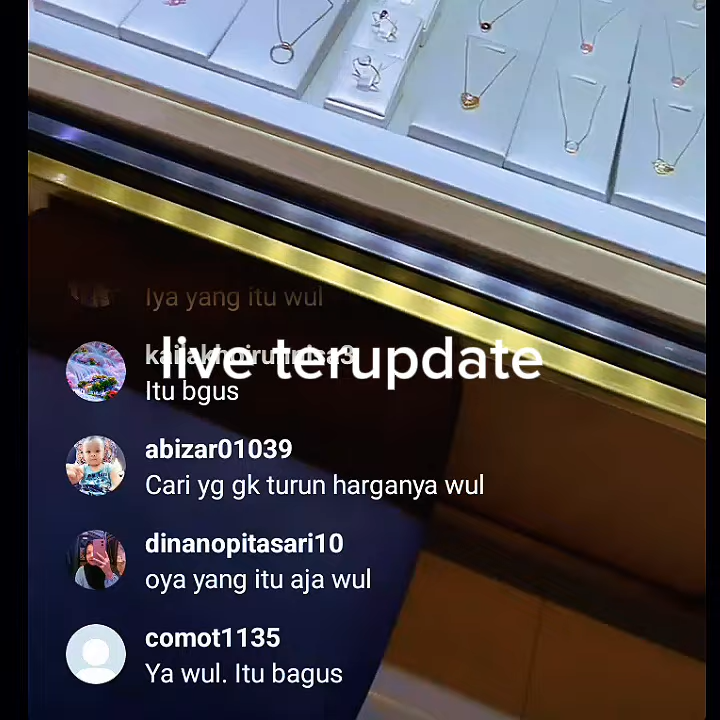 Iya yang itu wul
live terupdate
Itu bgus
abizar01039
Cari yg gk turun harganya wul
dinanopitasari10
oya yang itu aja wul
comot1135
Ya wul. Itu bagus